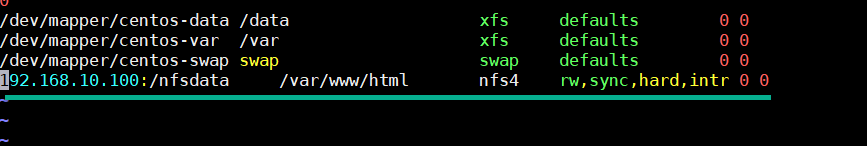 0
/dev/mapper/centos-data /data                   xfs     defaults        0 0
/dev/mapper/centos-var  /var                    xfs     defaults        0 0
/dev/mapper/centos-swap swap                    swap    defaults        0 0
192.168.10.100:/nfsdata     /var/www/html       nfs4    rw,sync,hard,intr 0 0
~
~
~